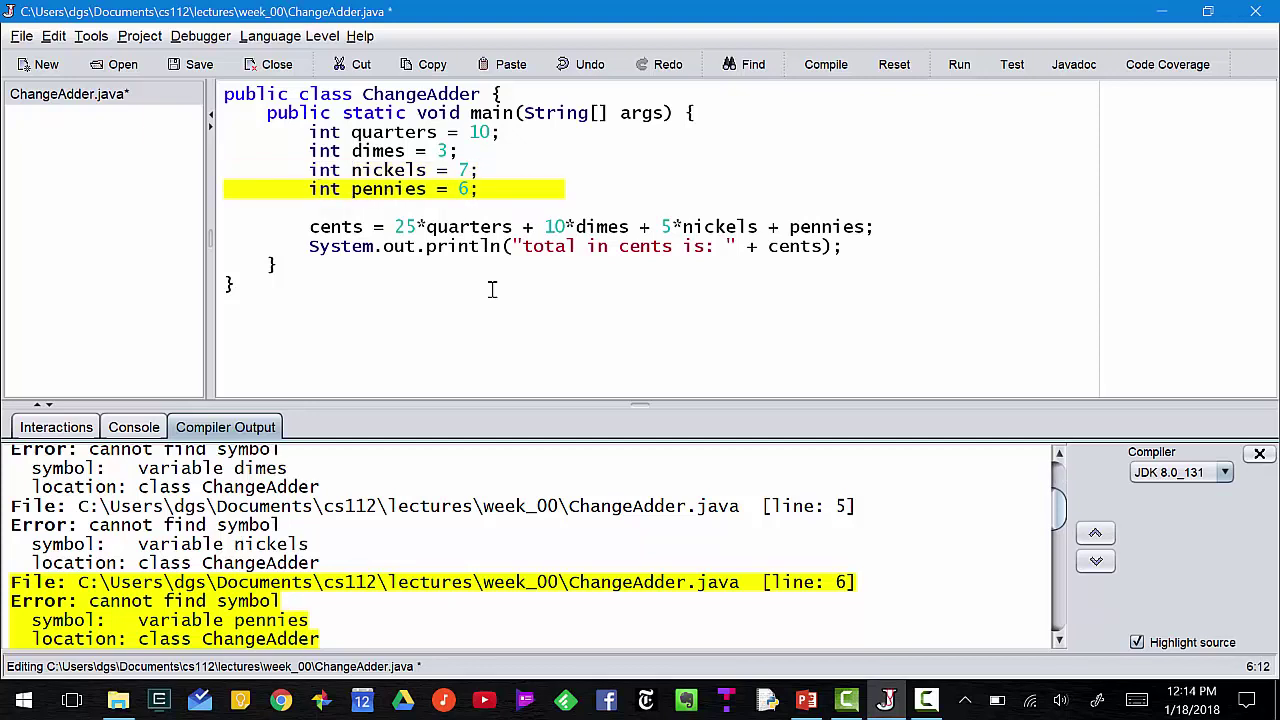 C:\Users\dgs\Documents\cs112\lectures\week_00\ChangeAdder.java *
File Edit Tools Project Debugger Language Level Help
New Open Save Close Cut Copy Paste Undo Redo Find Compile Reset Run Test Javadoc Code Coverage
ChangeAdder.java*
public class ChangeAdder {
public static void main(String[] args) {
int quarters = 10;
int dimes = 3;
int nickels = 7;
int pennies = 6;
cents = 25*quarters + 10*dimes + 5*nickels + pennies;
System.out.println("total in cents is: " + cents);
}
}
Interactions Console Compiler Output
Error: cannot find symbol
symbol: variable dimes
location: class ChangeAdder
File: C:\Users\dgs\Documents\cs112\lectures\week_00\ChangeAdder.java [line: 5]
Error: cannot find symbol
symbol: variable nickels
location: class ChangeAdder
File: C:\Users\dgs\Documents\cs112\lectures\week_00\ChangeAdder.java [line: 6]
Error: cannot find symbol
symbol: variable pennies
location: class ChangeAdder
Compiler
JDK 8.0_131
Highlight source
Editing C:\Users\dgs\Documents\cs112\lectures\week_00\ChangeAdder.java *
6:12
12:14 PM
1/18/2018